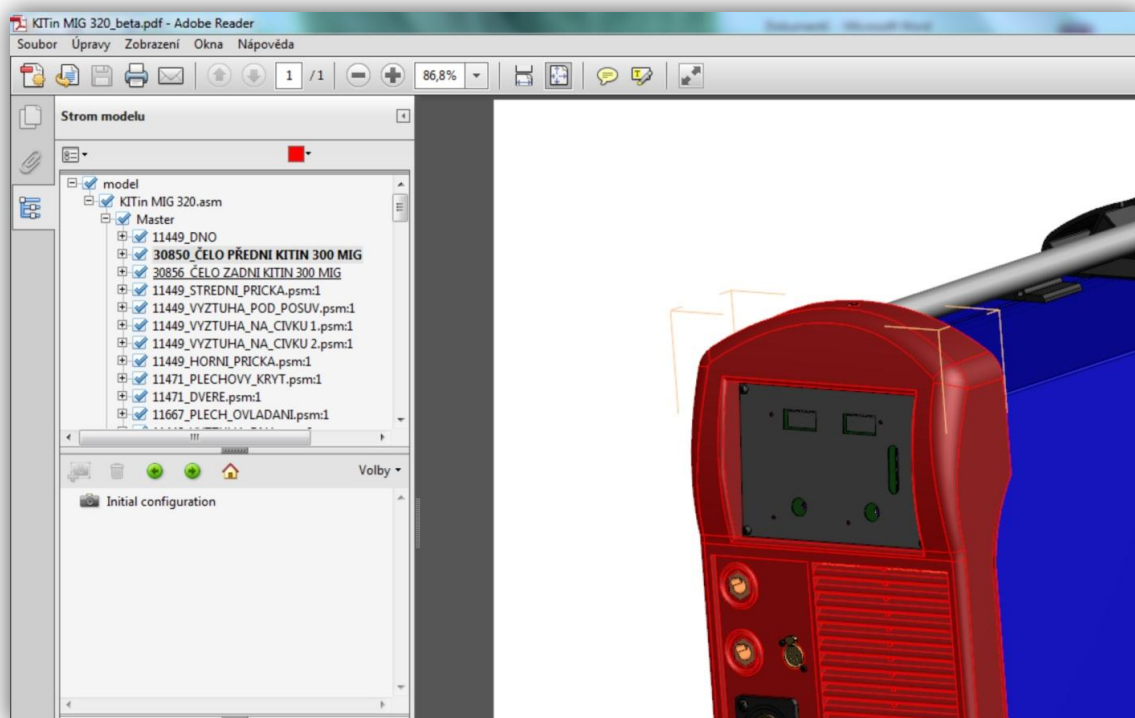 KITin MIG 320_beta.pdf - Adobe Reader
Soubor Úpravy Zobrazení Okna Nápověda
1 /1 86,8%
Strom modelu
model
KITin MIG 320.asm
Master
11449_DNO
30850_ČELO PŘEDNI KITIN 300 MIG
30856_ČELO ZADNI KITIN 300 MIG
11449_STREDNI_PRICKA.psm:1
11449_VYZTUHA_POD_POSUV.psm:1
11449_VYZTUHA_NA_CIVKU 1.psm:1
11449_VYZTUHA_NA_CIVKU 2.psm:1
11449_HORNI_PRICKA.psm:1
11471_PLECHOVY_KRYT.psm:1
11471_DVERE.psm:1
11667_PLECH_OVLADANI.psm:1
Volby
Initial configuration